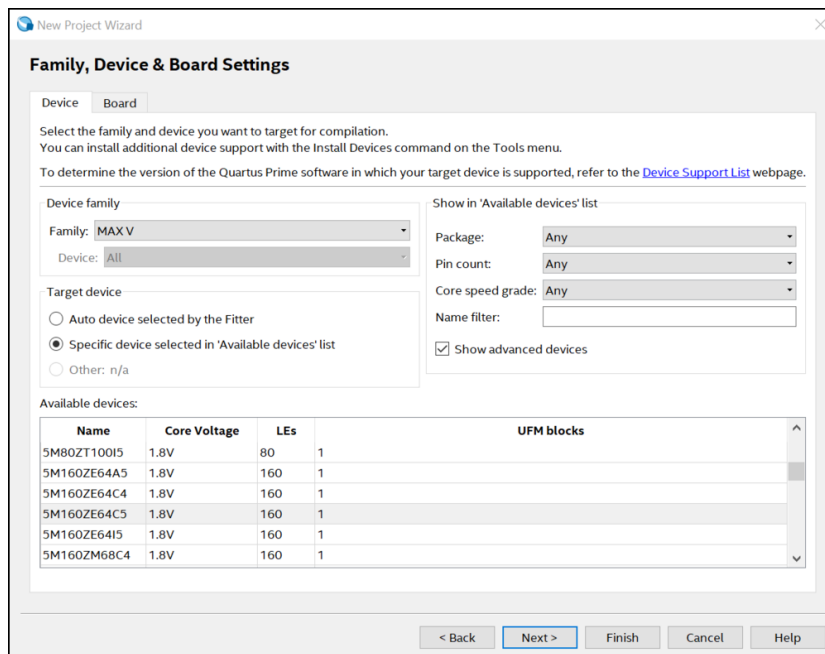 New Project Wizard
Family, Device & Board Settings
Device Board
Select the family and device you want to target for compilation.
You can install additional device support with the Install Devices command on the Tools menu.
To determine the version of the Quartus Prime software in which your target device is supported, refer to the Device Support List webpage.
Device family
Family: MAX V
Device: All
Target device
Auto device selected by the Fitter
Specific device selected in 'Available devices' list
Other: n/a
Show in 'Available devices' list
Package: Any
Pin count: Any
Core speed grade: Any
Name filter:
Show advanced devices
Available devices:
Name Core Voltage LEs UFM blocks
5M80ZT100I5 1.8V 80 1
5M160ZE64A5 1.8V 160 1
5M160ZE64C4 1.8V 160 1
5M160ZE64C5 1.8V 160 1
5M160ZE64I5 1.8V 160 1
5M160ZM68C4 1.8V 160 1
< Back Next > Finish Cancel Help